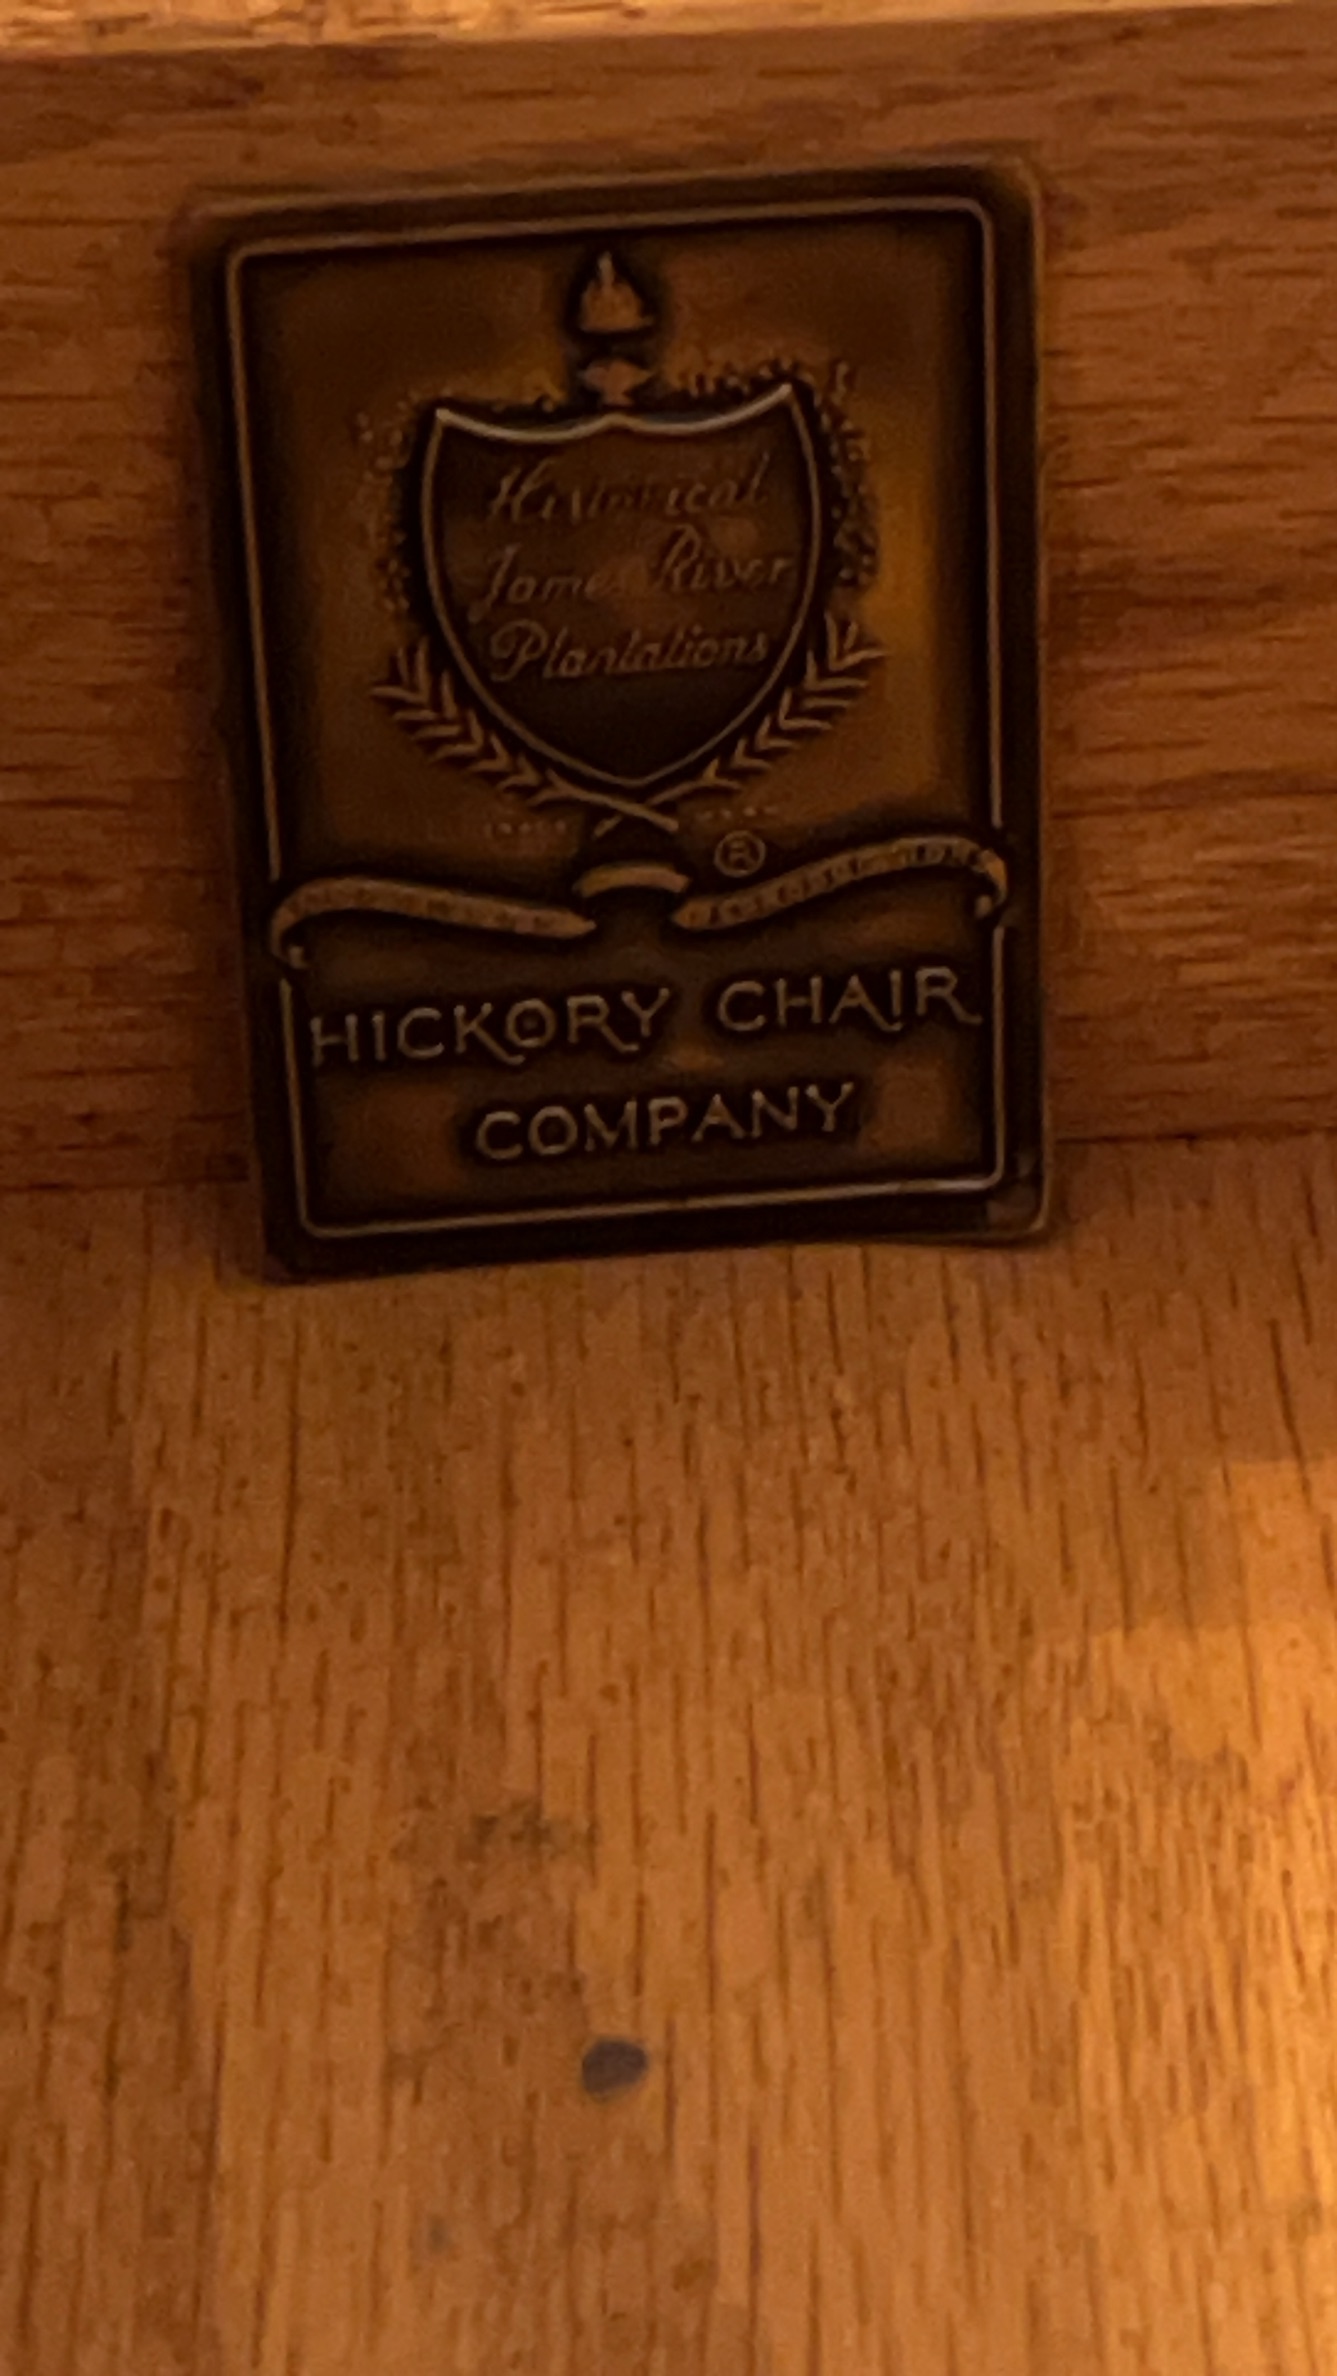 Historical
James River
Plantations
®
HICKORY CHAIR
COMPANY